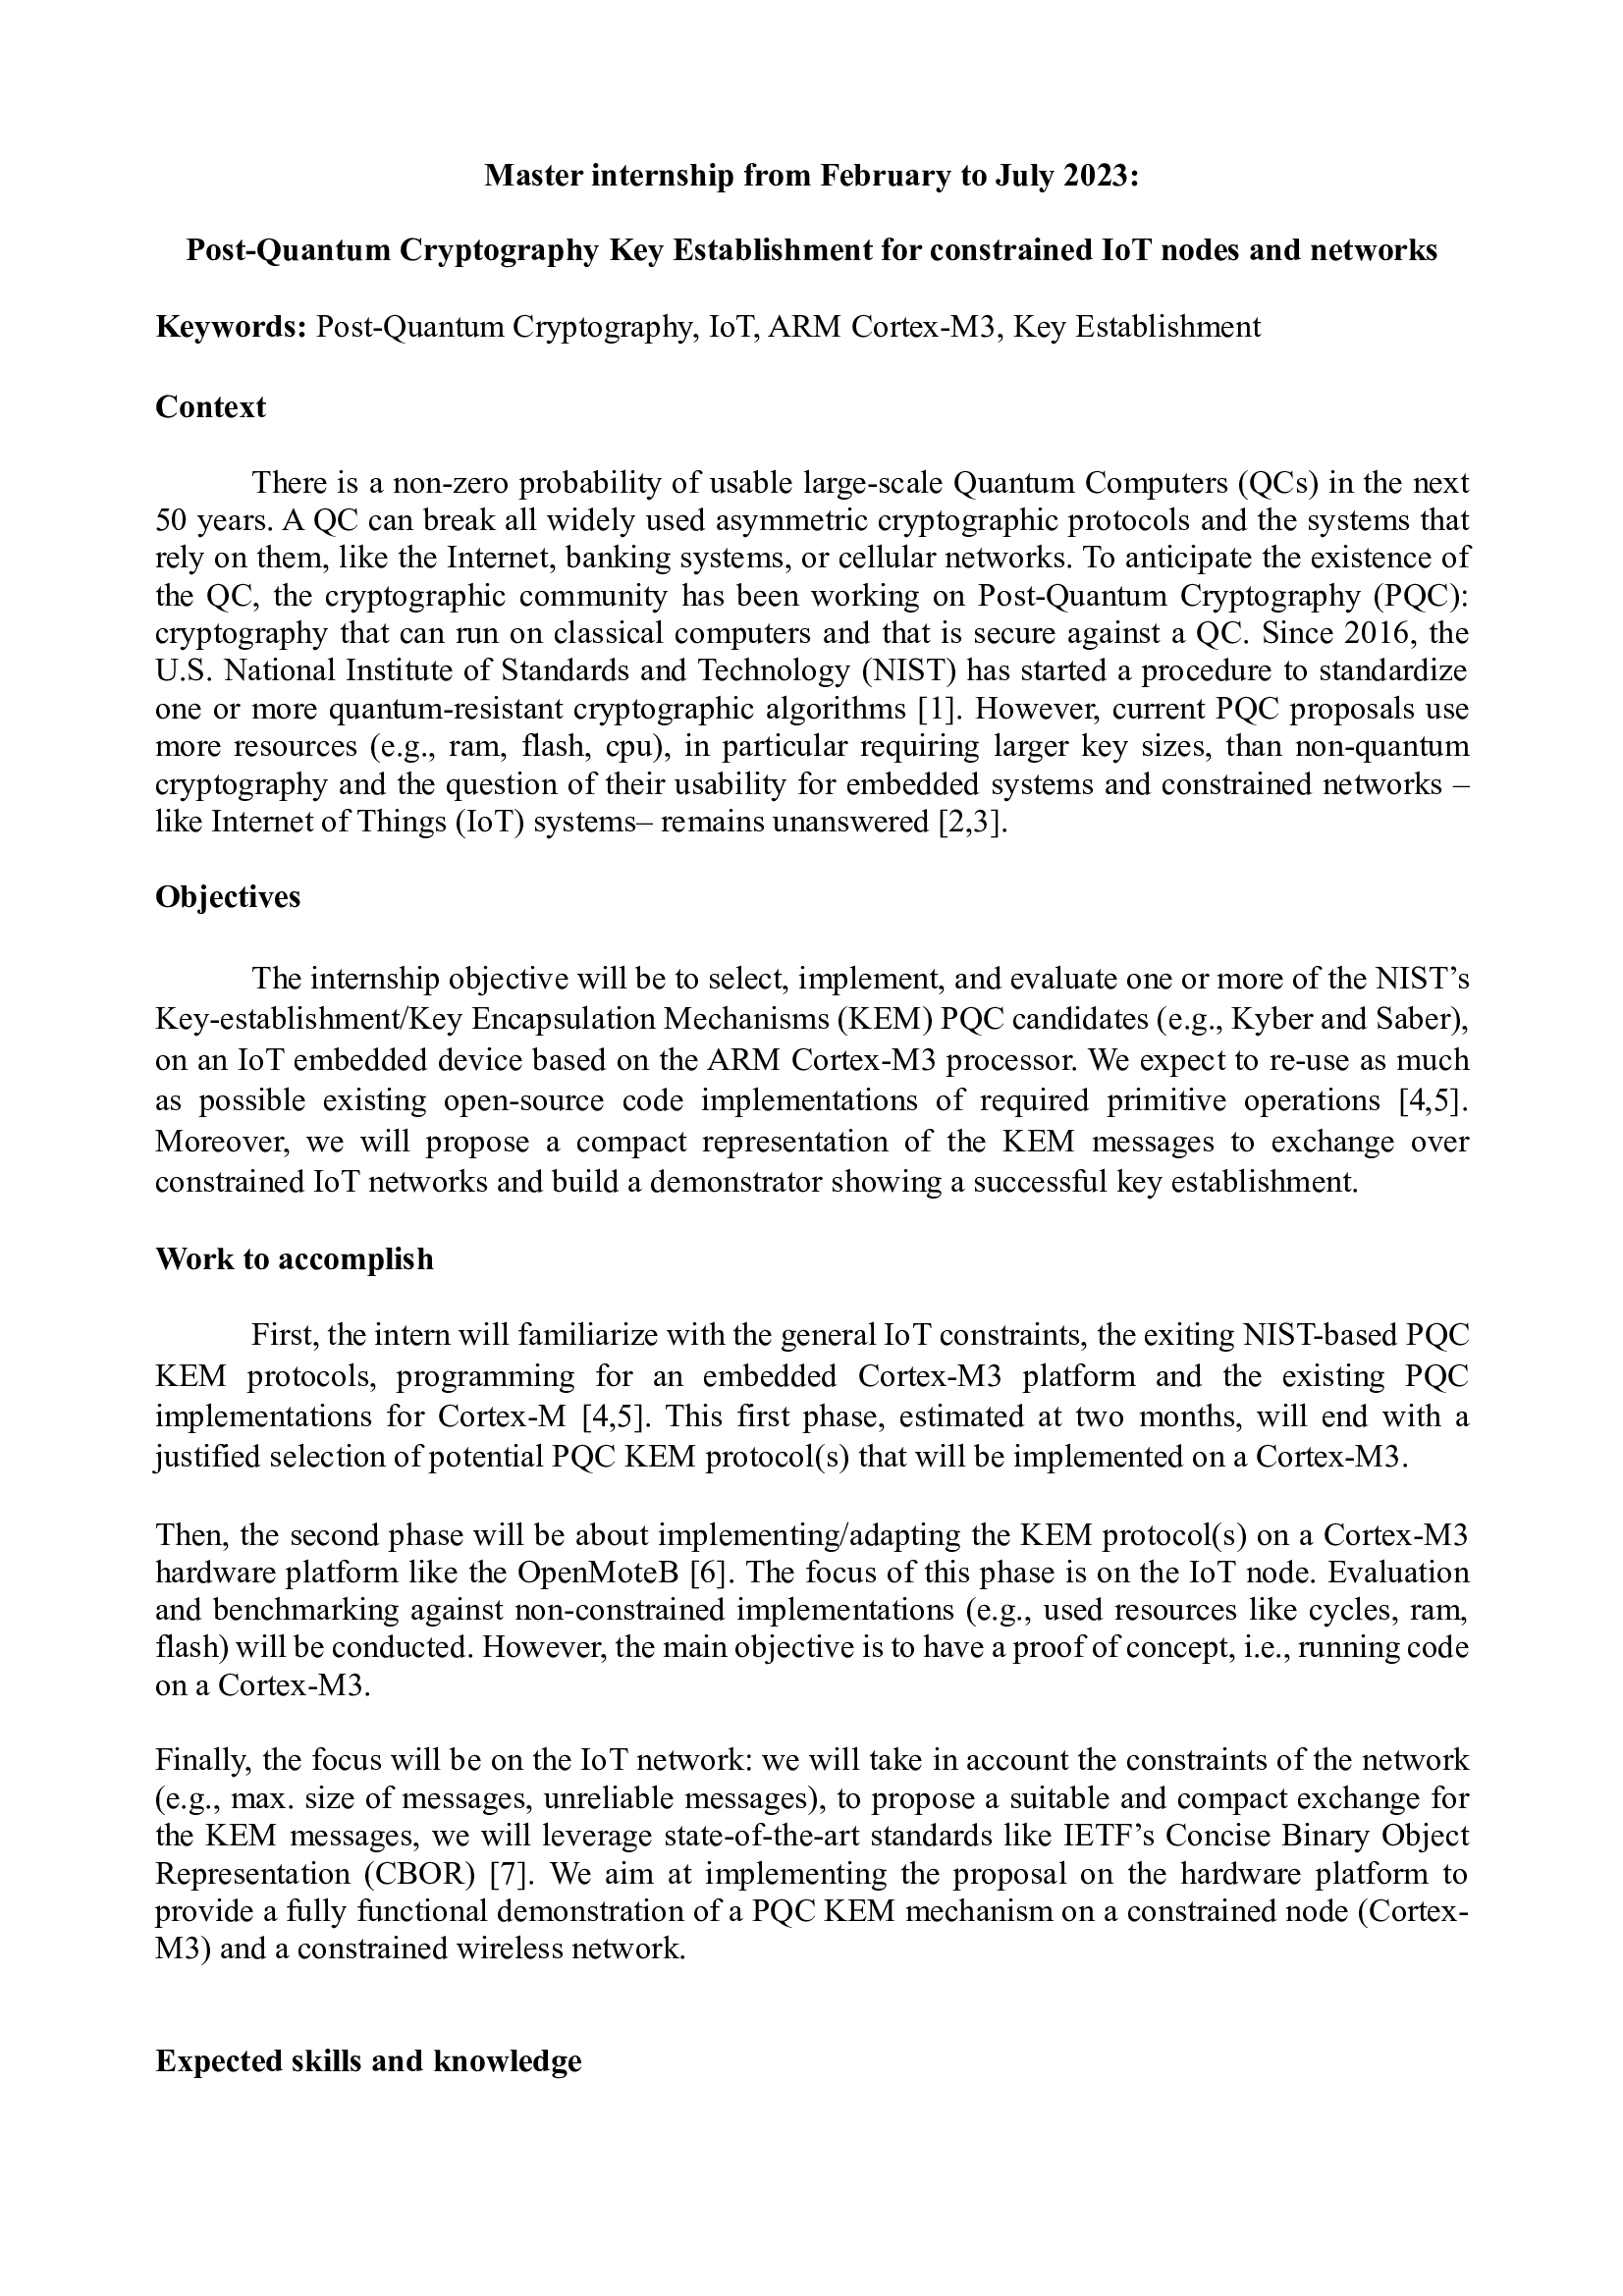 Master internship from February to July 2023:
Post-Quantum Cryptography Key Establishment for constrained IoT nodes and networks
Keywords: Post-Quantum Cryptography, IoT, ARM Cortex-M3, Key Establishment
Context
There is a non-zero probability of usable large-scale Quantum Computers (QCs) in the next
50 years. A QC can break all widely used asymmetric cryptographic protocols and the systems that
rely on them, like the Internet, banking systems, or cellular networks. To anticipate the existence of
the QC, the cryptographic community has been working on Post-Quantum Cryptography (PQC):
cryptography that can run on classical computers and that is secure against a QC. Since 2016, the
U.S. National Institute of Standards and Technology (NIST) has started a procedure to standardize
one or more quantum-resistant cryptographic algorithms [1]. However, current PQC proposals use
more resources (e.g., ram, flash, cpu), in particular requiring larger key sizes, than non-quantum
cryptography and the question of their usability for embedded systems and constrained networks –
like Internet of Things (IoT) systems– remains unanswered [2,3].
Objectives
The internship objective will be to select, implement, and evaluate one or more of the NIST’s
Key-establishment/Key Encapsulation Mechanisms (KEM) PQC candidates (e.g., Kyber and Saber),
on an IoT embedded device based on the ARM Cortex-M3 processor. We expect to re-use as much
as possible existing open-source code implementations of required primitive operations [4,5].
Moreover, we will propose a compact representation of the KEM messages to exchange over
constrained IoT networks and build a demonstrator showing a successful key establishment.
Work to accomplish
First, the intern will familiarize with the general IoT constraints, the exiting NIST-based PQC
KEM protocols, programming for an embedded Cortex-M3 platform and the existing PQC
implementations for Cortex-M [4,5]. This first phase, estimated at two months, will end with a
justified selection of potential PQC KEM protocol(s) that will be implemented on a Cortex-M3.
Then, the second phase will be about implementing/adapting the KEM protocol(s) on a Cortex-M3
hardware platform like the OpenMoteB [6]. The focus of this phase is on the IoT node. Evaluation
and benchmarking against non-constrained implementations (e.g., used resources like cycles, ram,
flash) will be conducted. However, the main objective is to have a proof of concept, i.e., running code
on a Cortex-M3.
Finally, the focus will be on the IoT network: we will take in account the constraints of the network
(e.g., max. size of messages, unreliable messages), to propose a suitable and compact exchange for
the KEM messages, we will leverage state-of-the-art standards like IETF’s Concise Binary Object
Representation (CBOR) [7]. We aim at implementing the proposal on the hardware platform to
provide a fully functional demonstration of a PQC KEM mechanism on a constrained node (Cortex-
M3) and a constrained wireless network.
Expected skills and knowledge